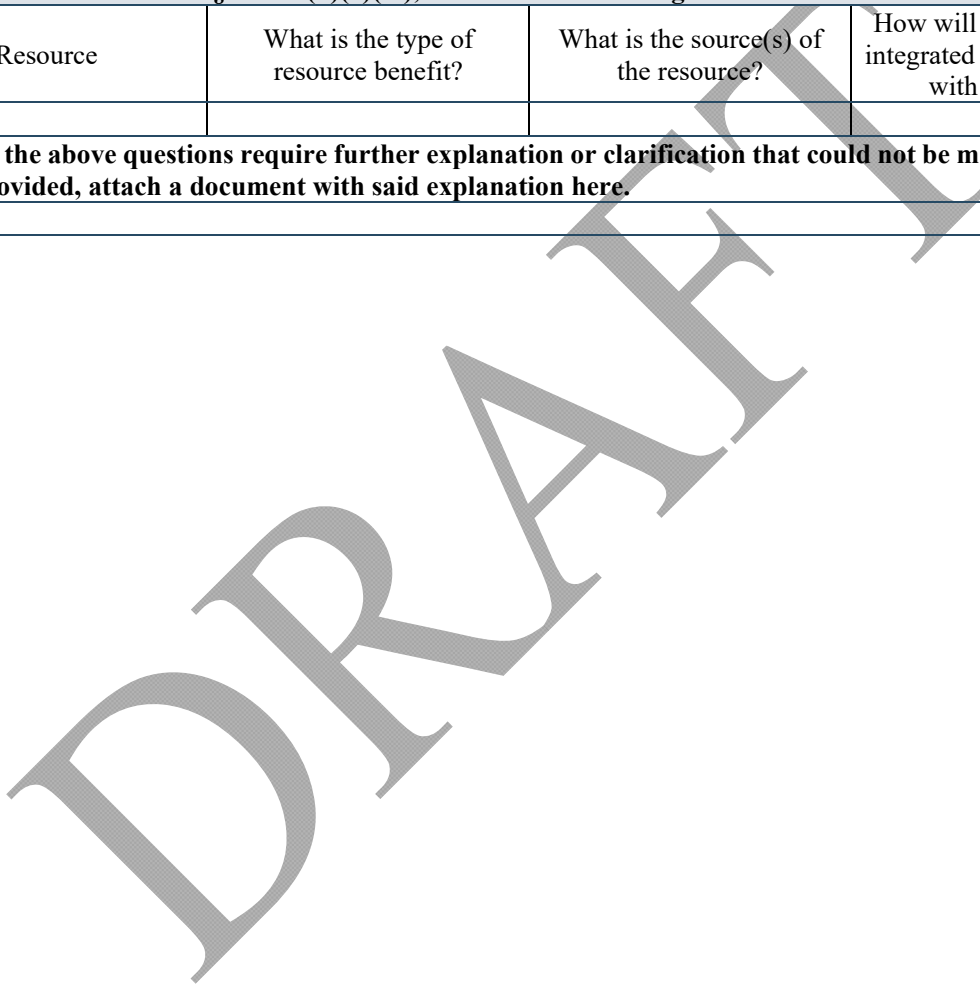 Resource
What is the type of
resource benefit?
What is the source(s) of
the resource?
How will
integrated
with
the above questions require further explanation or clarification that could not be m
ovided, attach a document with said explanation here.
DRAFT